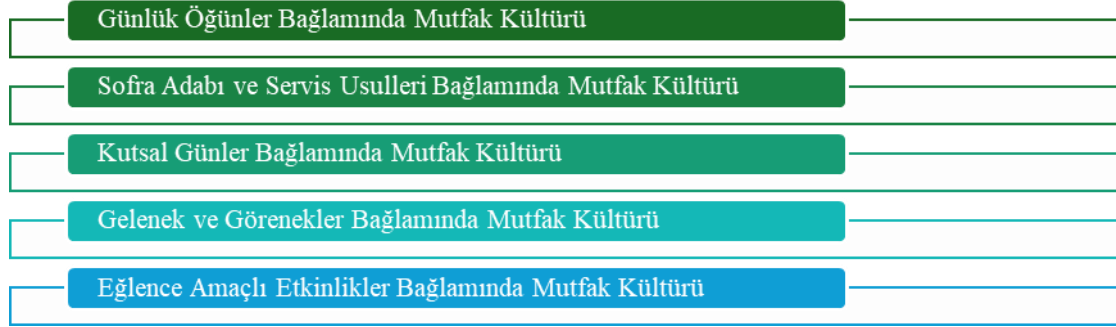 Günlük Öğünler Bağlamında Mutfak Kültürü
Sofra Adabı ve Servis Usulleri Bağlamında Mutfak Kültürü
Kutsal Günler Bağlamında Mutfak Kültürü
Gelenek ve Görenekler Bağlamında Mutfak Kültürü
Eğlence Amaçlı Etkinlikler Bağlamında Mutfak Kültürü